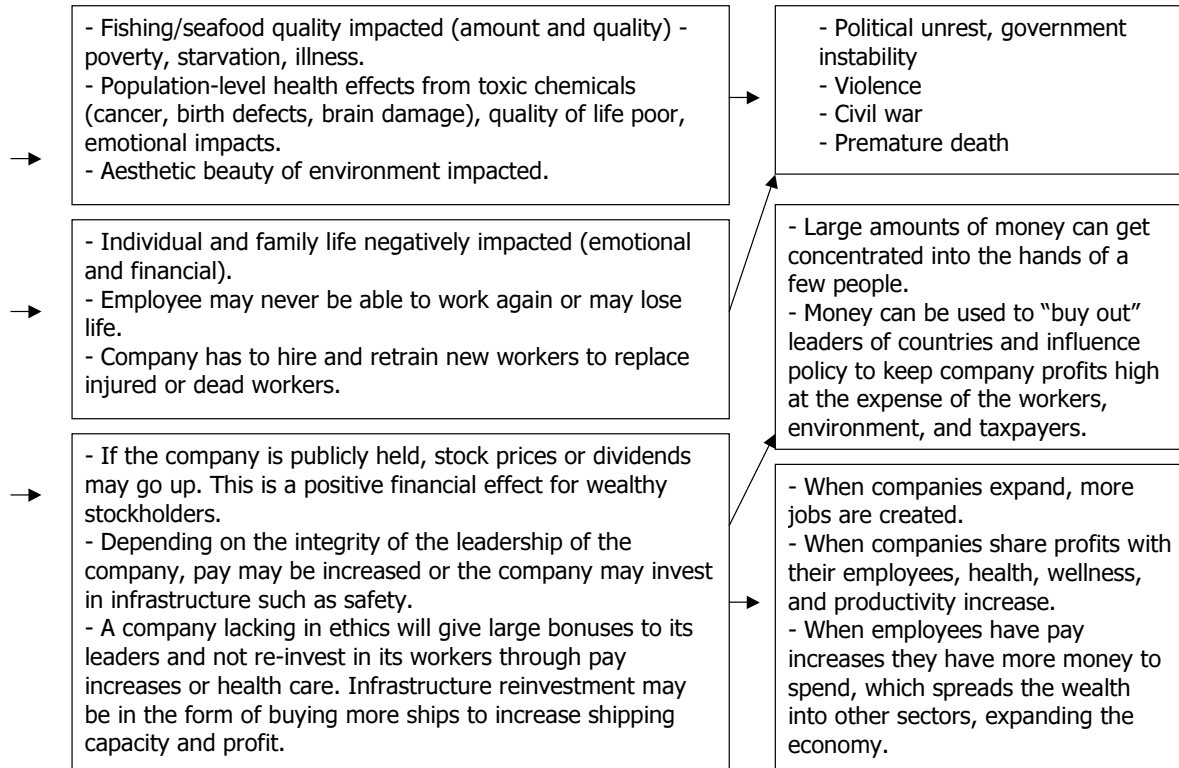 - Fishing/seafood quality impacted (amount and quality) -
poverty, starvation, illness.
- Population-level health effects from toxic chemicals
(cancer, birth defects, brain damage), quality of life poor,
emotional impacts.
- Aesthetic beauty of environment impacted.
- Individual and family life negatively impacted (emotional
and financial).
- Employee may never be able to work again or may lose
life.
- Company has to hire and retrain new workers to replace
injured or dead workers.
- If the company is publicly held, stock prices or dividends
may go up. This is a positive financial effect for wealthy
stockholders.
- Depending on the integrity of the leadership of the
company, pay may be increased or the company may invest
in infrastructure such as safety.
- A company lacking in ethics will give large bonuses to its
leaders and not re-invest in its workers through pay
increases or health care. Infrastructure reinvestment may
be in the form of buying more ships to increase shipping
capacity and profit.
- Political unrest, government
instability
- Violence
- Civil war
- Premature death
- Large amounts of money can get
concentrated into the hands of a
few people.
- Money can be used to “buy out”
leaders of countries and influence
policy to keep company profits high
at the expense of the workers,
environment, and taxpayers.
- When companies expand, more
jobs are created.
- When companies share profits with
their employees, health, wellness,
and productivity increase.
- When employees have pay
increases they have more money to
spend, which spreads the wealth
into other sectors, expanding the
economy.